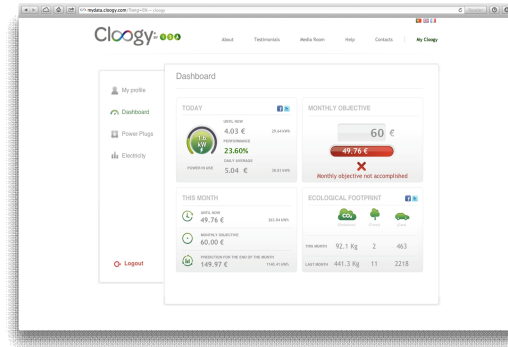 mydata.cloogy.com
Cloogy by ISA
About Testimonials Media Room Help Contacts My Cloogy
Dashboard
My profile
Dashboard
Power Plugs
Electricity
Logout
TODAY
UNTIL NOW
4.03 €
PERFORMANCE
23.60%
DAILY AVERAGE
5.04 €
kW
POWER IN USE
MONTHLY OBJECTIVE
60 €
49.76 €
Monthly objective not accomplished
THIS MONTH
UNTIL NOW
49.76 €
MONTHLY OBJECTIVE
60.00 €
PREDICTION FOR THE END OF THE MONTH
149.97 €
ECOLOGICAL FOOTPRINT
CO₂
THIS MONTH 92.1 Kg 2 463
LAST MONTH 441.3 Kg 11 2218